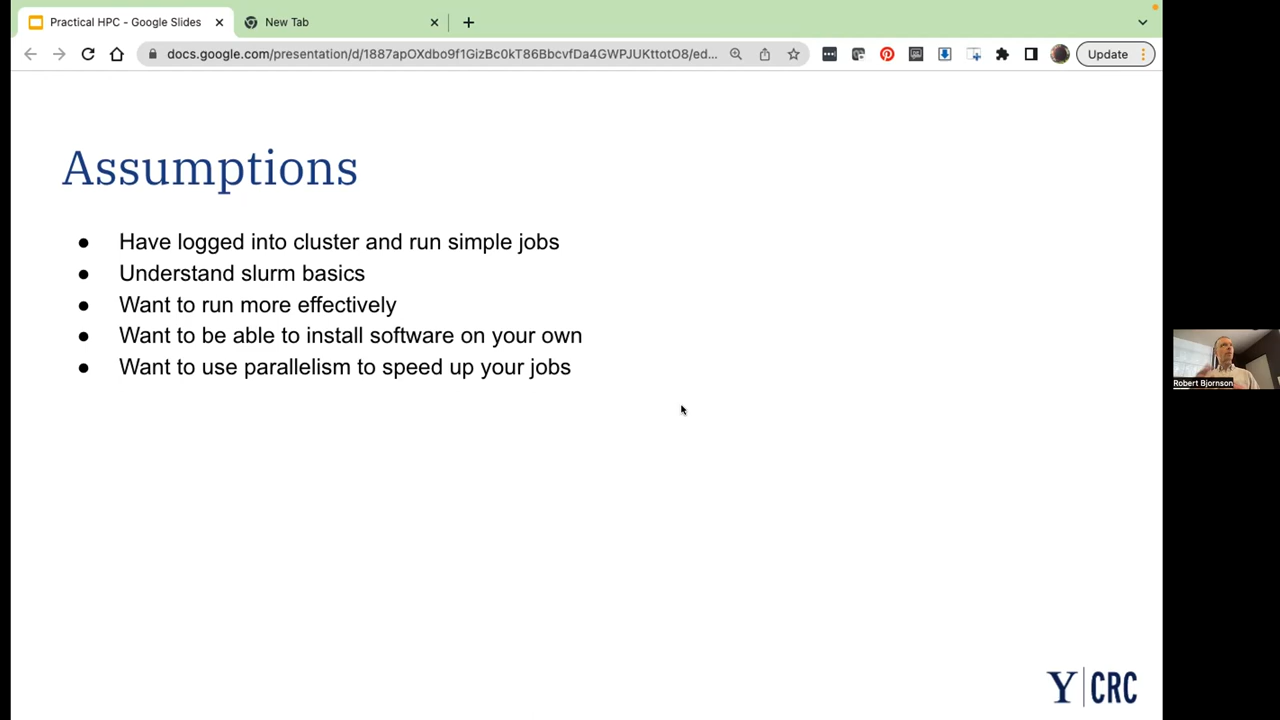 Practical HPC - Google Slides
New Tab
docs.google.com/presentation/d/1887apOXdbo9f1GizBc0kT86BbcvfDa4GWPJUKttotO8/ed...
Update
Assumptions
● Have logged into cluster and run simple jobs
● Understand slurm basics
● Want to run more effectively
● Want to be able to install software on your own
● Want to use parallelism to speed up your jobs
Robert Bjornson
Y CRC